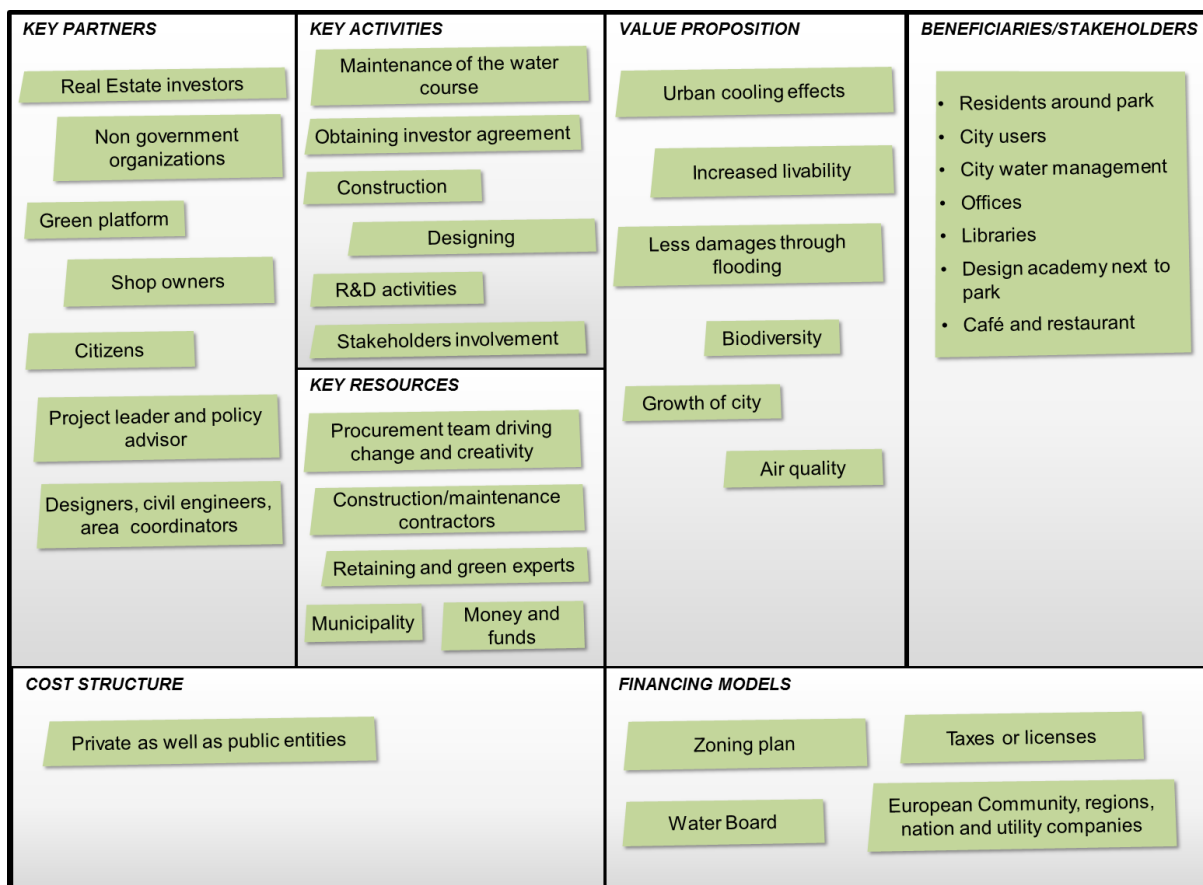 KEY PARTNERS
Real Estate investors
Non government
organizations
Green platform
Shop owners
Citizens
Project leader and policy
advisor
Designers, civil engineers,
area coordinators
KEY ACTIVITIES
Maintenance of the water
course
Obtaining investor agreement
Construction
Designing
R&D activities
Stakeholders involvement
KEY RESOURCES
Procurement team driving
change and creativity
Construction/maintenance
contractors
Retaining and green experts
Municipality
Money and
funds
VALUE PROPOSITION
Urban cooling effects
Increased livability
Less damages through
flooding
Biodiversity
Growth of city
Air quality
BENEFICIARIES/STAKEHOLDERS
• Residents around park
• City users
• City water management
• Offices
• Libraries
• Design academy next to
park
• Café and restaurant
COST STRUCTURE
Private as well as public entities
FINANCING MODELS
Zoning plan
Taxes or licenses
Water Board
European Community, regions,
nation and utility companies